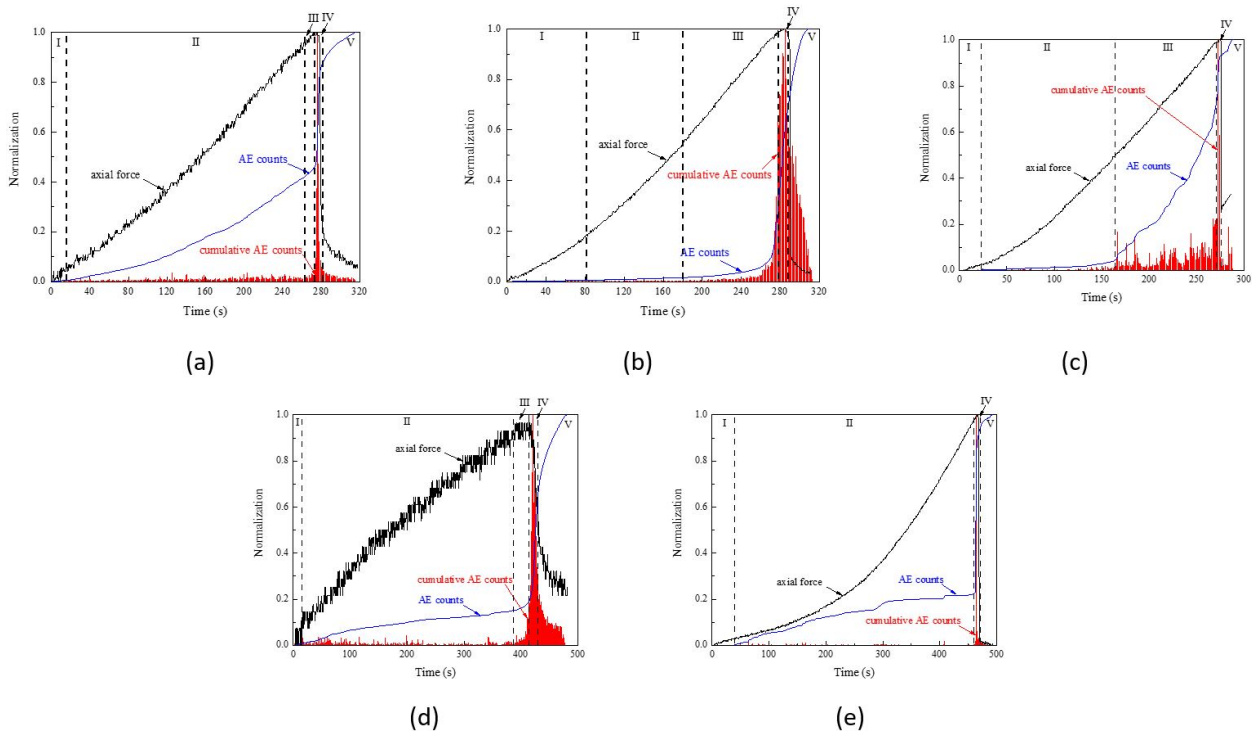 III IV
I II V
1.0
0.8
0.6
0.4
0.2
0.0
Normalization
axial force
AE counts
cumulative AE counts
0 40 80 120 160 200 240 280 320
Time (s)
(a)
IV
I II III V
1.0
0.8
0.6
0.4
0.2
0.0
Normalization
axial force
cumulative AE counts
AE counts
0 40 80 120 160 200 240 280 320
Time (s)
(b)
IV
I II III V
1.0
0.8
0.6
0.4
0.2
0.0
Normalization
cumulative AE counts
axial force
AE counts
0 50 100 150 200 250 300
Time (s)
(c)
III IV
I II V
1.0
0.8
0.6
0.4
0.2
0.0
Normalization
axial force
cumulative AE counts
AE counts
0 100 200 300 400 500
Time (s)
(d)
IV
I II V
1.0
0.8
0.6
0.4
0.2
0.0
Normalization
axial force
AE counts
cumulative AE counts
0 100 200 300 400 500
Time (s)
(e)